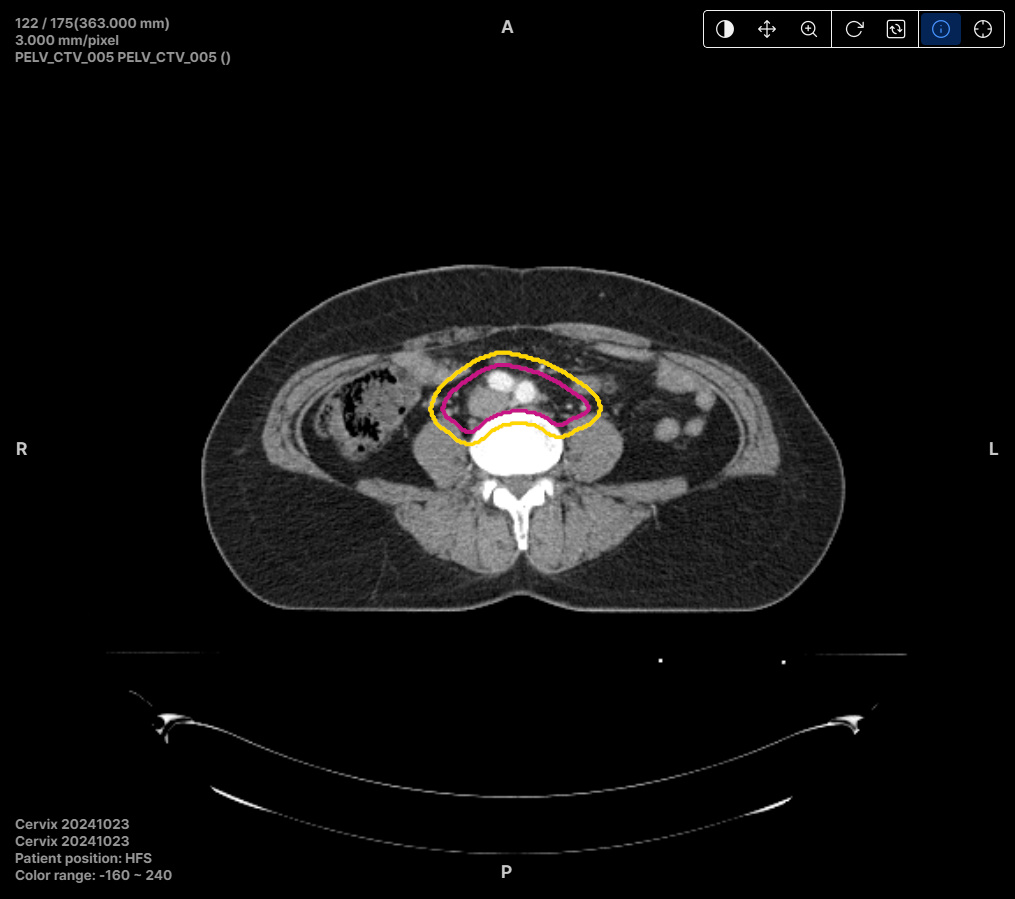 122 / 175(363.000 mm)
3.000 mm/pixel
PELV_CTV_005 PELV_CTV_005 ()
A
R
L
Cervix 20241023
Cervix 20241023
Patient position: HFS
Color range: -160 ~ 240
P